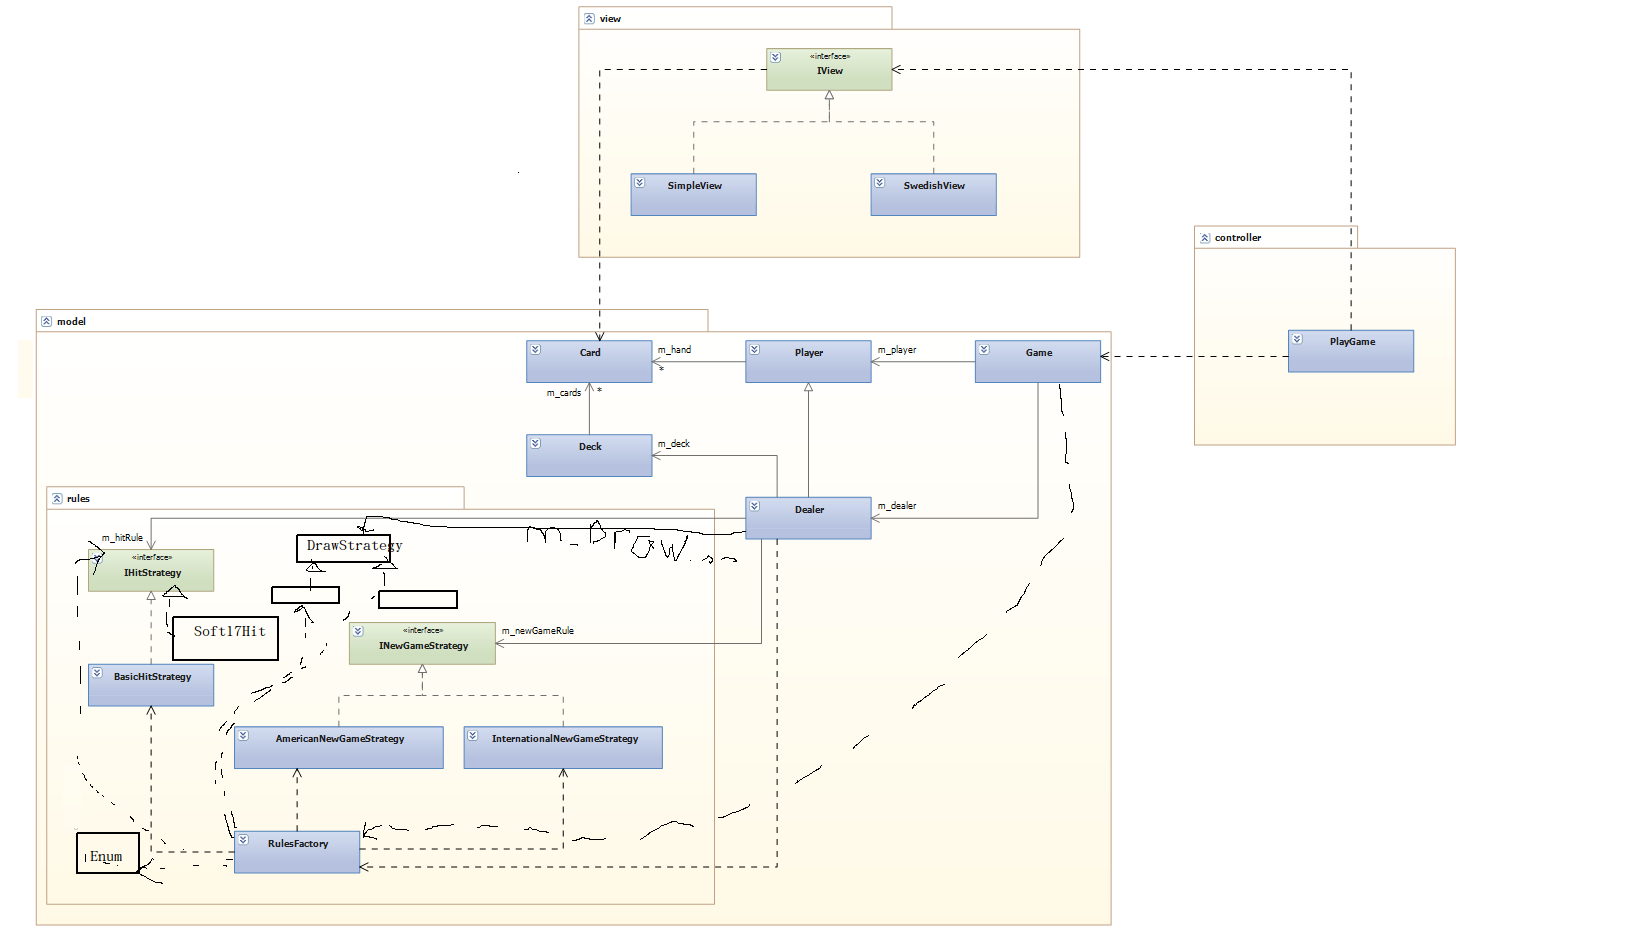 view
«interface»
IView
SimpleView
SwedishView
controller
PlayGame
model
Card
m_hand
*
Player
m_player
Game
m_cards
*
Deck
m_deck
rules
Dealer
m_dealer
m_hitRule
«interface»
IHitStrategy
DrawStrategy
m_Draw...
Soft17Hit
«interface»
INewGameStrategy
m_newGameRule
BasicHitStrategy
AmericanNewGameStrategy
InternationalNewGameStrategy
RulesFactory
Enum